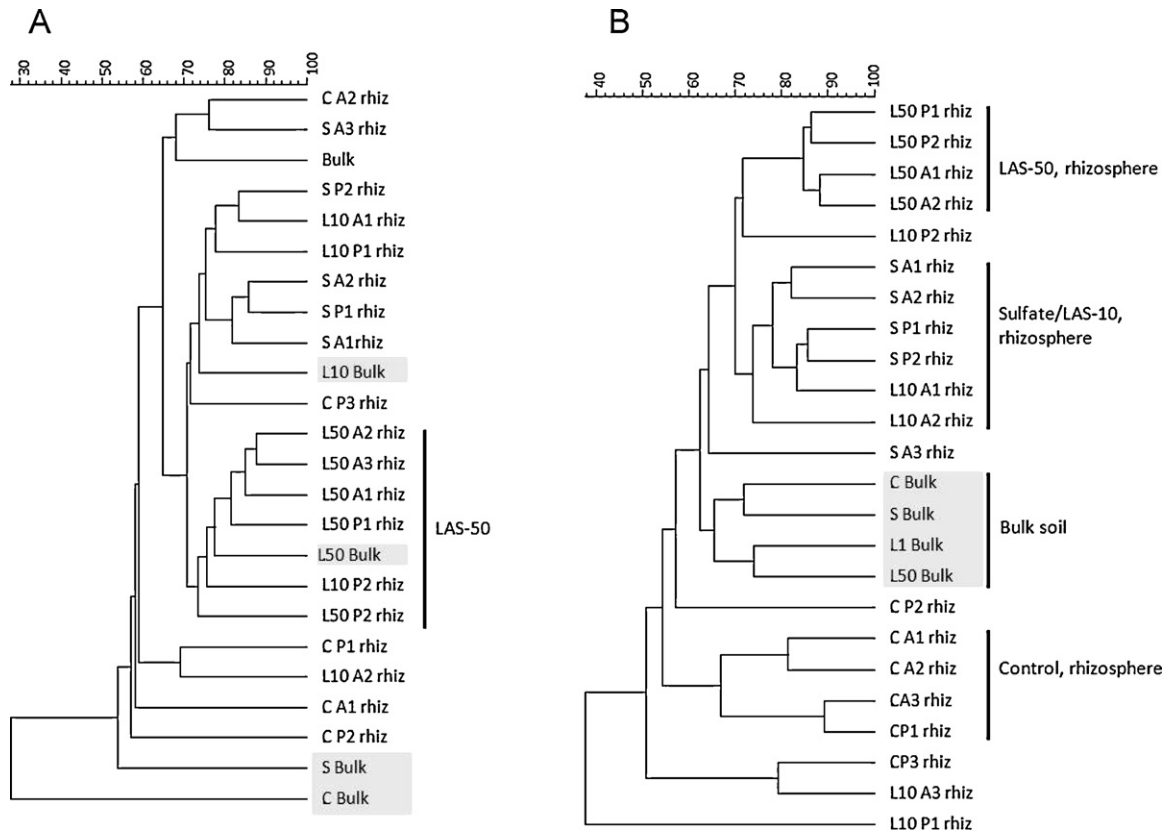 A
30 40 50 60 70 80 90 100
C A2 rhiz
S A3 rhiz
Bulk
S P2 rhiz
L10 A1 rhiz
L10 P1 rhiz
S A2 rhiz
S P1 rhiz
S A1rhiz
L10 Bulk
C P3 rhiz
L50 A2 rhiz
L50 A3 rhiz
L50 A1 rhiz
L50 P1 rhiz
L50 Bulk
L10 P2 rhiz
L50 P2 rhiz
LAS-50
C P1 rhiz
L10 A2 rhiz
C A1 rhiz
C P2 rhiz
S Bulk
C Bulk
B
40 50 60 70 80 90 100
L50 P1 rhiz
L50 P2 rhiz
L50 A1 rhiz
L50 A2 rhiz
LAS-50, rhizosphere
L10 P2 rhiz
S A1 rhiz
S A2 rhiz
S P1 rhiz
S P2 rhiz
L10 A1 rhiz
L10 A2 rhiz
Sulfate/LAS-10,
rhizosphere
S A3 rhiz
C Bulk
S Bulk
L1 Bulk
L50 Bulk
Bulk soil
C P2 rhiz
C A1 rhiz
C A2 rhiz
CA3 rhiz
CP1 rhiz
Control, rhizosphere
CP3 rhiz
L10 A3 rhiz
L10 P1 rhiz